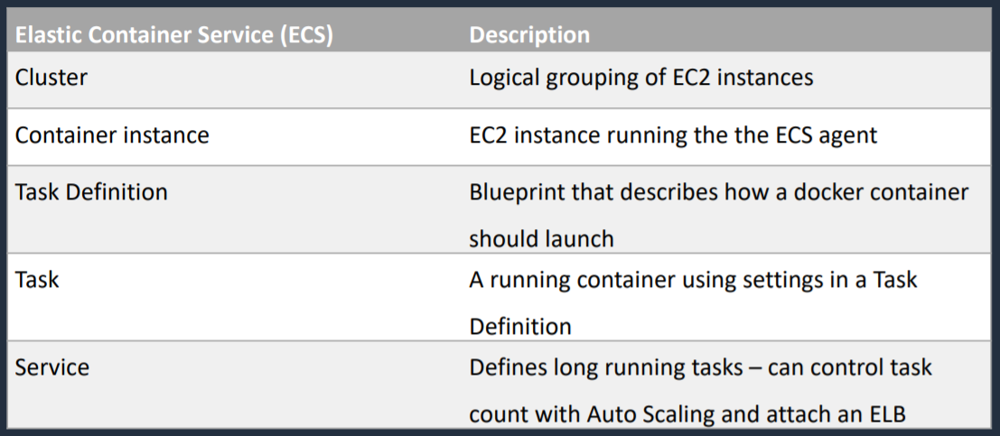 Elastic Container Service (ECS) Description
Cluster Logical grouping of EC2 instances
Container instance EC2 instance running the the ECS agent
Task Definition Blueprint that describes how a docker container
should launch
Task A running container using settings in a Task
Definition
Service Defines long running tasks – can control task
count with Auto Scaling and attach an ELB